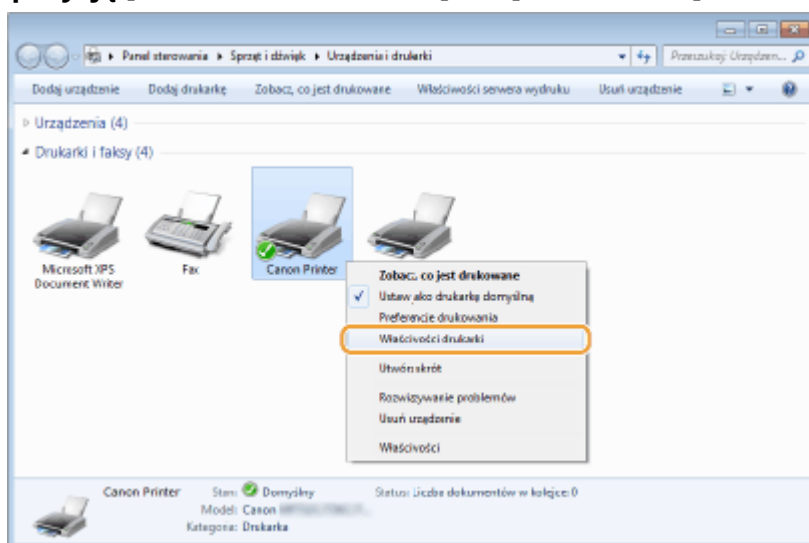 Panel sterowania ▸ Sprzęt i dźwięk ▸ Urządzenia i drukarki
Przeszukaj: Urządzen...
Dodaj urządzenie Dodaj drukarkę Zobacz, co jest drukowane Właściwości serwera wydruku Usuń urządzenie
Urządzenia (4)
Drukarki i faksy (4)
Microsoft XPS Document Writer
Fax
Canon Printer
Zobacz, co jest drukowane
Ustaw jako drukarkę domyślną
Preferencje drukowania
Właściwości drukarki
Utwórz skrót
Rozwiązywanie problemów
Usuń urządzenie
Właściwości
Canon Printer Stan: Domyślny Status: Liczba dokumentów w kolejce: 0
Model: Canon
Kategoria: Drukarka